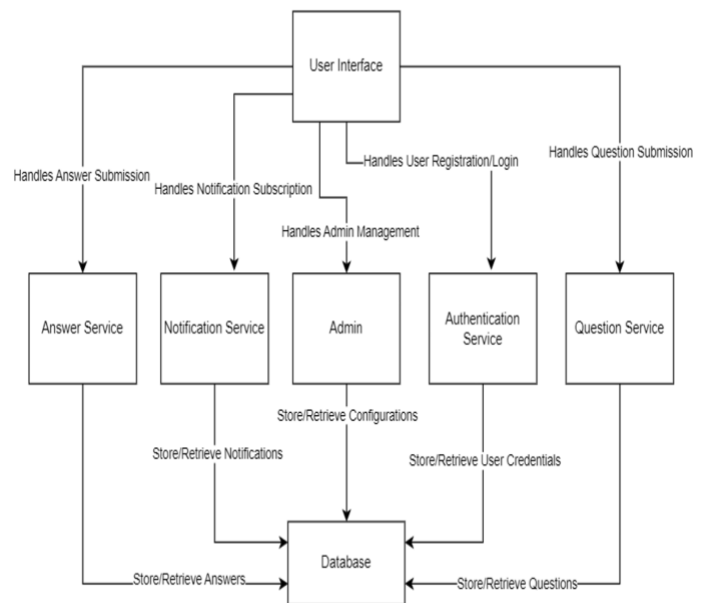 User Interface
Handles User Registration/Login
Handles Question Submission
Handles Answer Submission
Handles Notification Subscription
Handles Admin Management
Answer Service
Notification Service
Admin
Authentication
Service
Question Service
Store/Retrieve Configurations
Store/Retrieve Notifications
Store/Retrieve User Credentials
Database
Store/Retrieve Answers
Store/Retrieve Questions